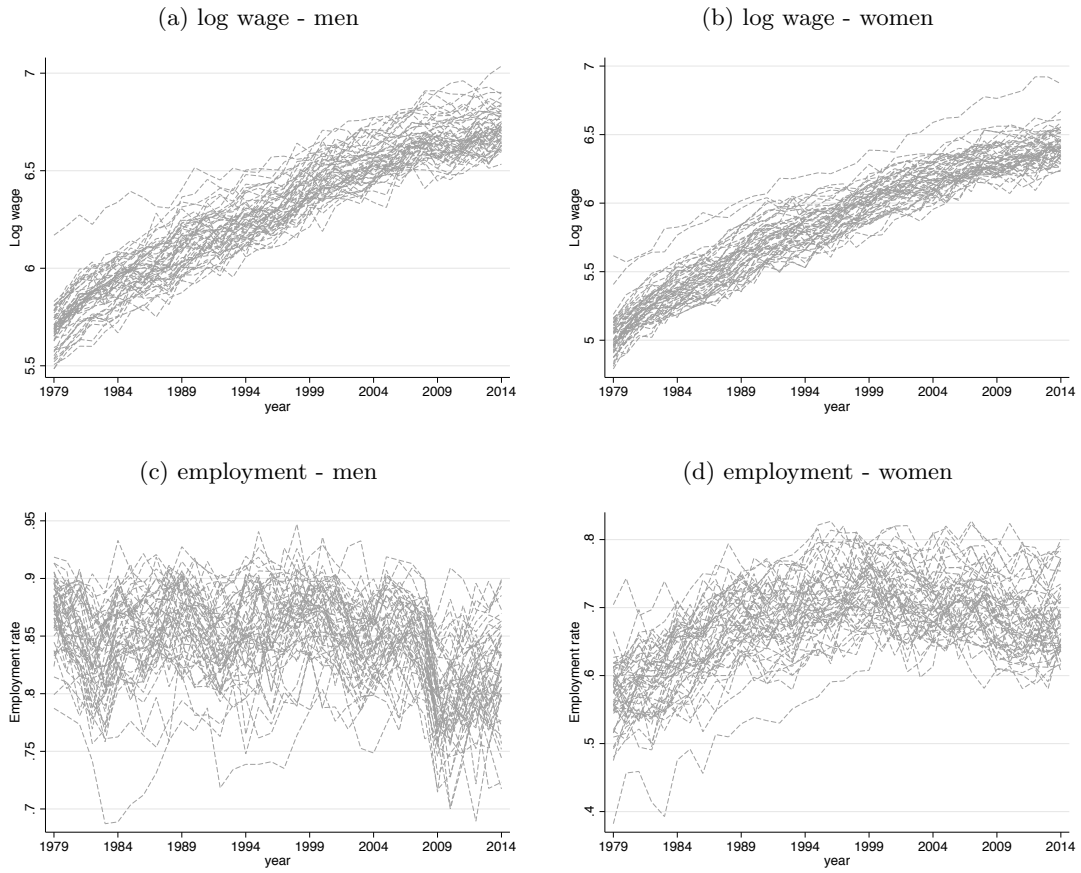 (a) log wage - men
(b) log wage - women
Log wage
7
6.5
6
5.5
1979 1984 1989 1994 1999 2004 2009 2014
year
Log wage
7
6.5
6
5.5
5
1979 1984 1989 1994 1999 2004 2009 2014
year
(c) employment - men
(d) employment - women
Employment rate
.95
.9
.85
.8
.75
.7
1979 1984 1989 1994 1999 2004 2009 2014
year
Employment rate
.8
.7
.6
.5
.4
1979 1984 1989 1994 1999 2004 2009 2014
year